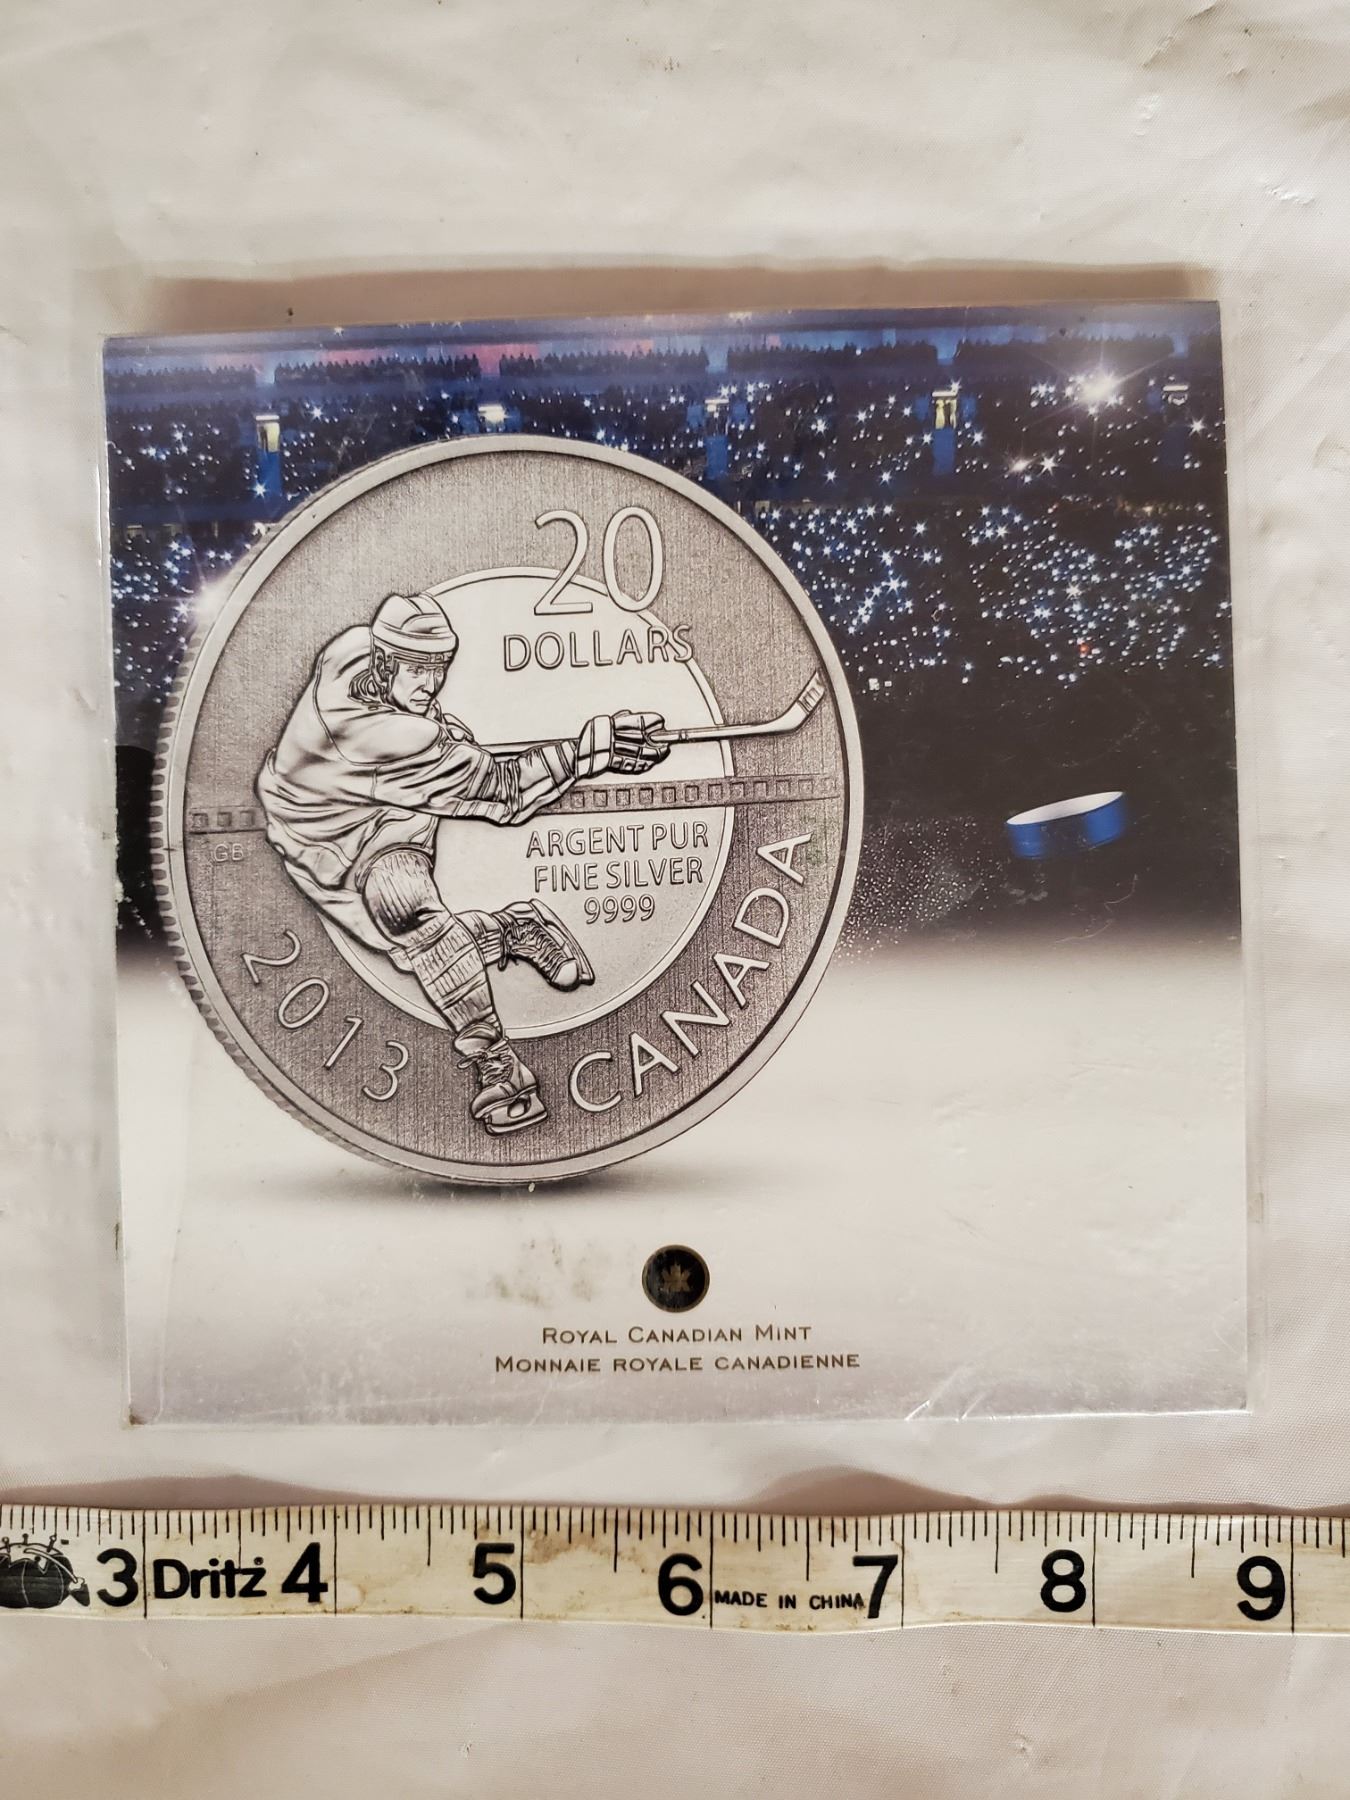 20
DOLLARS
ARGENT PUR
FINE SILVER
9999
GB
2013
CANADA
ROYAL CANADIAN MINT
MONNAIE ROYALE CANADIENNE
3 Dritz 4 5 6 MADE IN CHINA 7 8 9